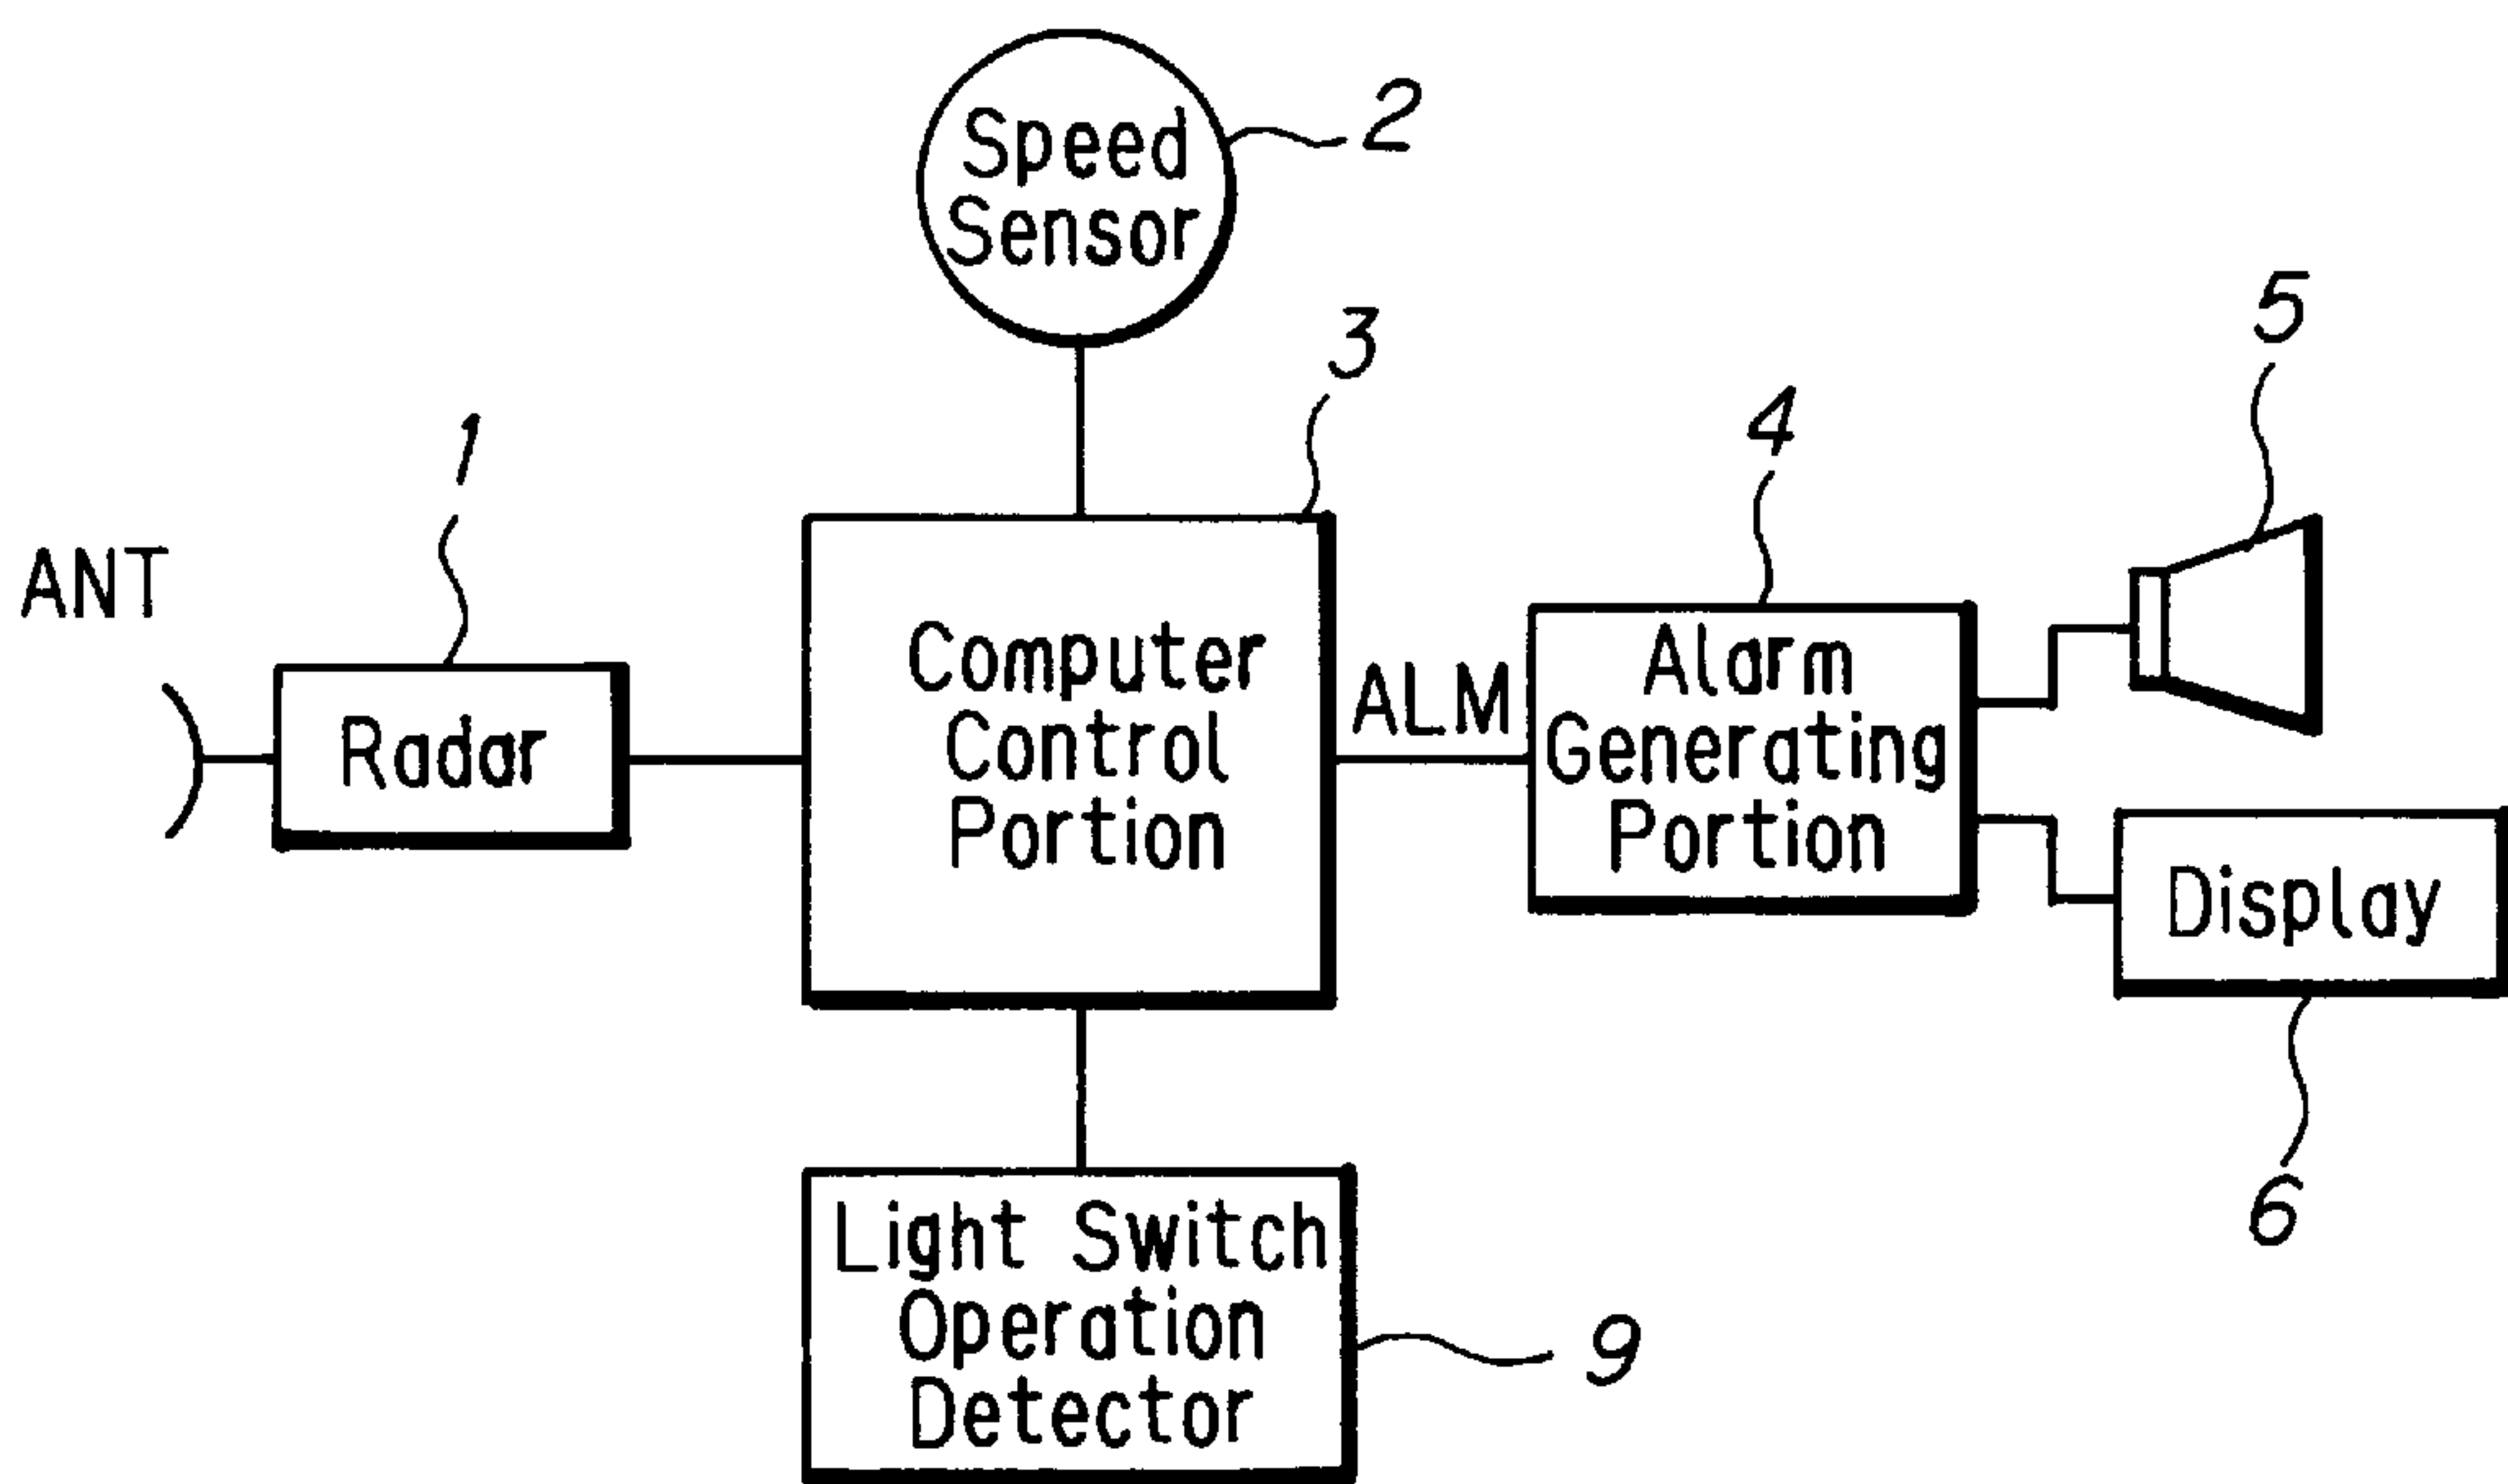 Speed
Sensor
2
3
5
1
4
ANT
Radar
Computer
Control
Portion
ALM
Alarm
Generating
Portion
Display
6
Light Switch
Operation
Detector
9